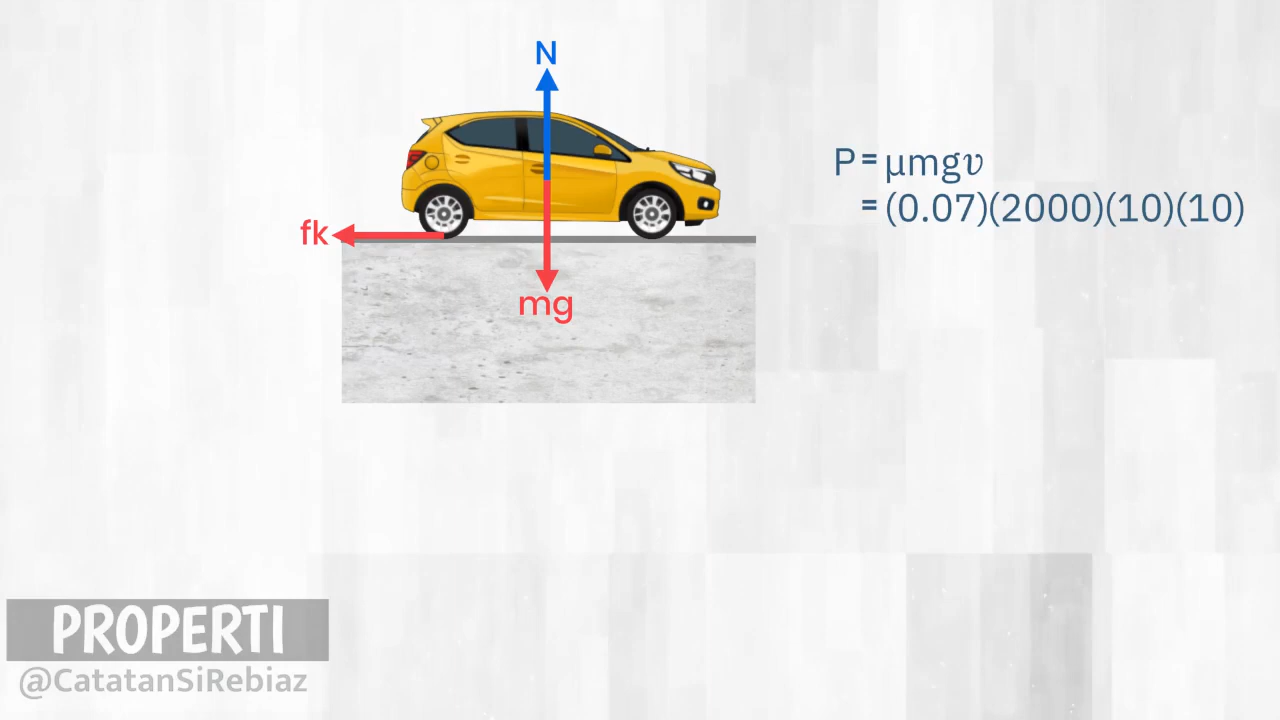 N
P = μmgv
= (0.07)(2000)(10)(10)
fk
mg
PROPERTI
@CatatanSiRebiaz